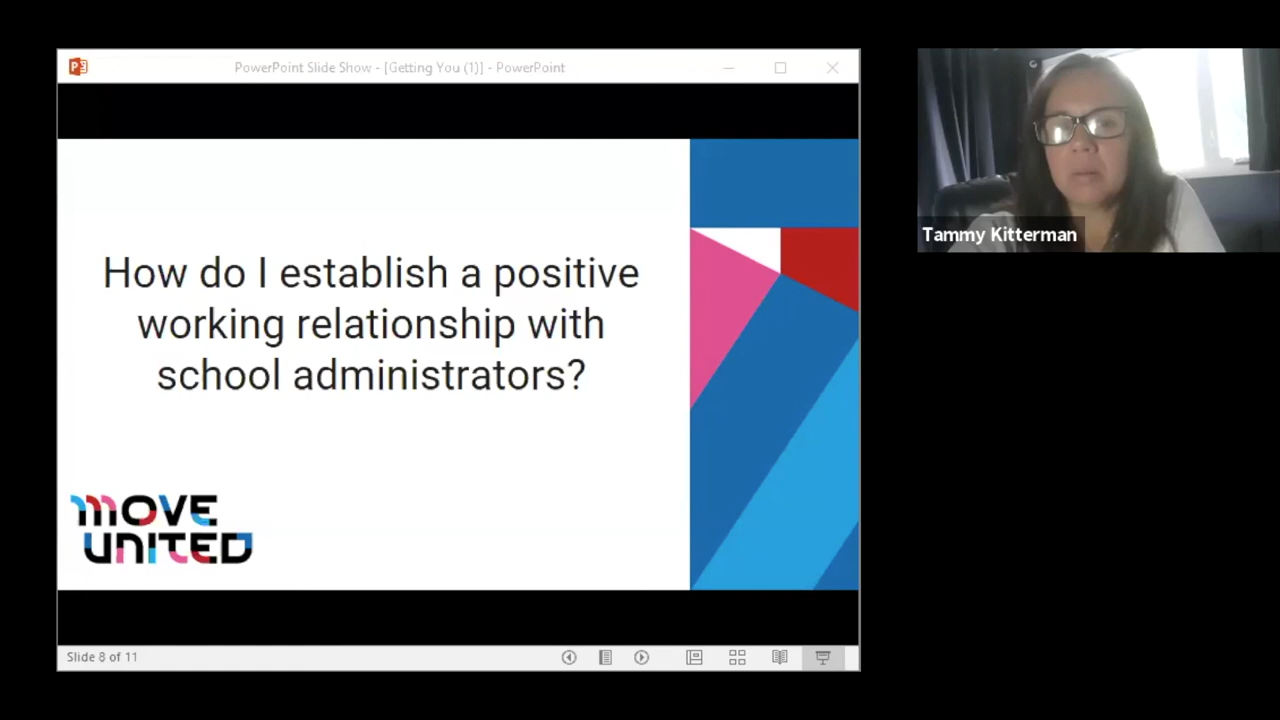 PowerPoint Slide Show - [Getting You (1)] - PowerPoint
How do I establish a positive
working relationship with
school administrators?
MOVE
UNITED
Slide 8 of 11
Tammy Kitterman